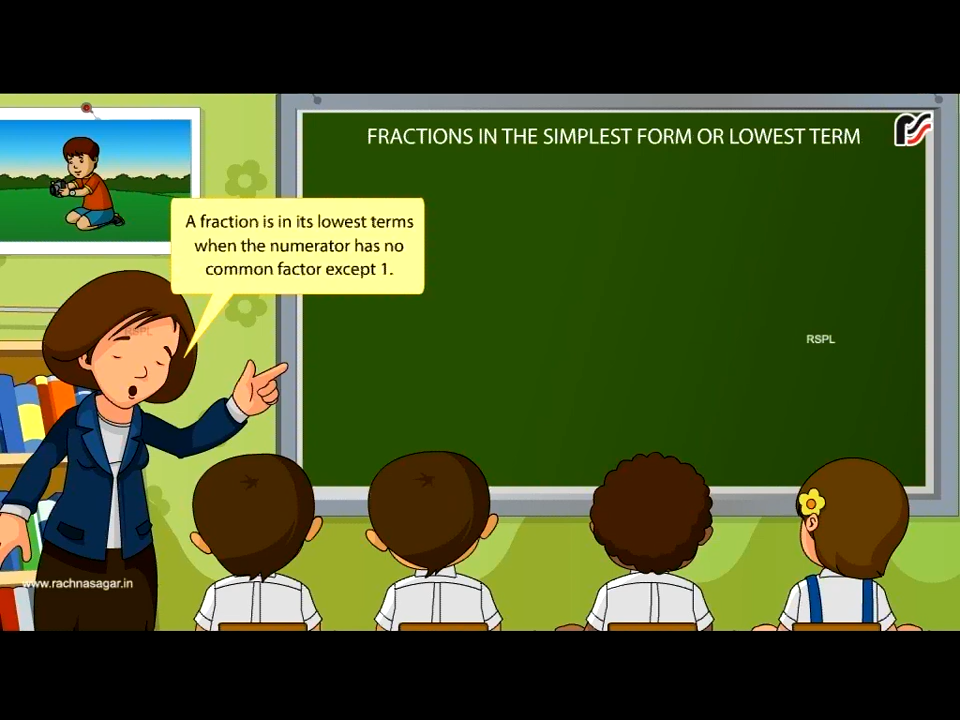 FRACTIONS IN THE SIMPLEST FORM OR LOWEST TERM
A fraction is in its lowest terms
when the numerator has no
common factor except 1.
RSPL
RSPL
www.rachnasagar.in